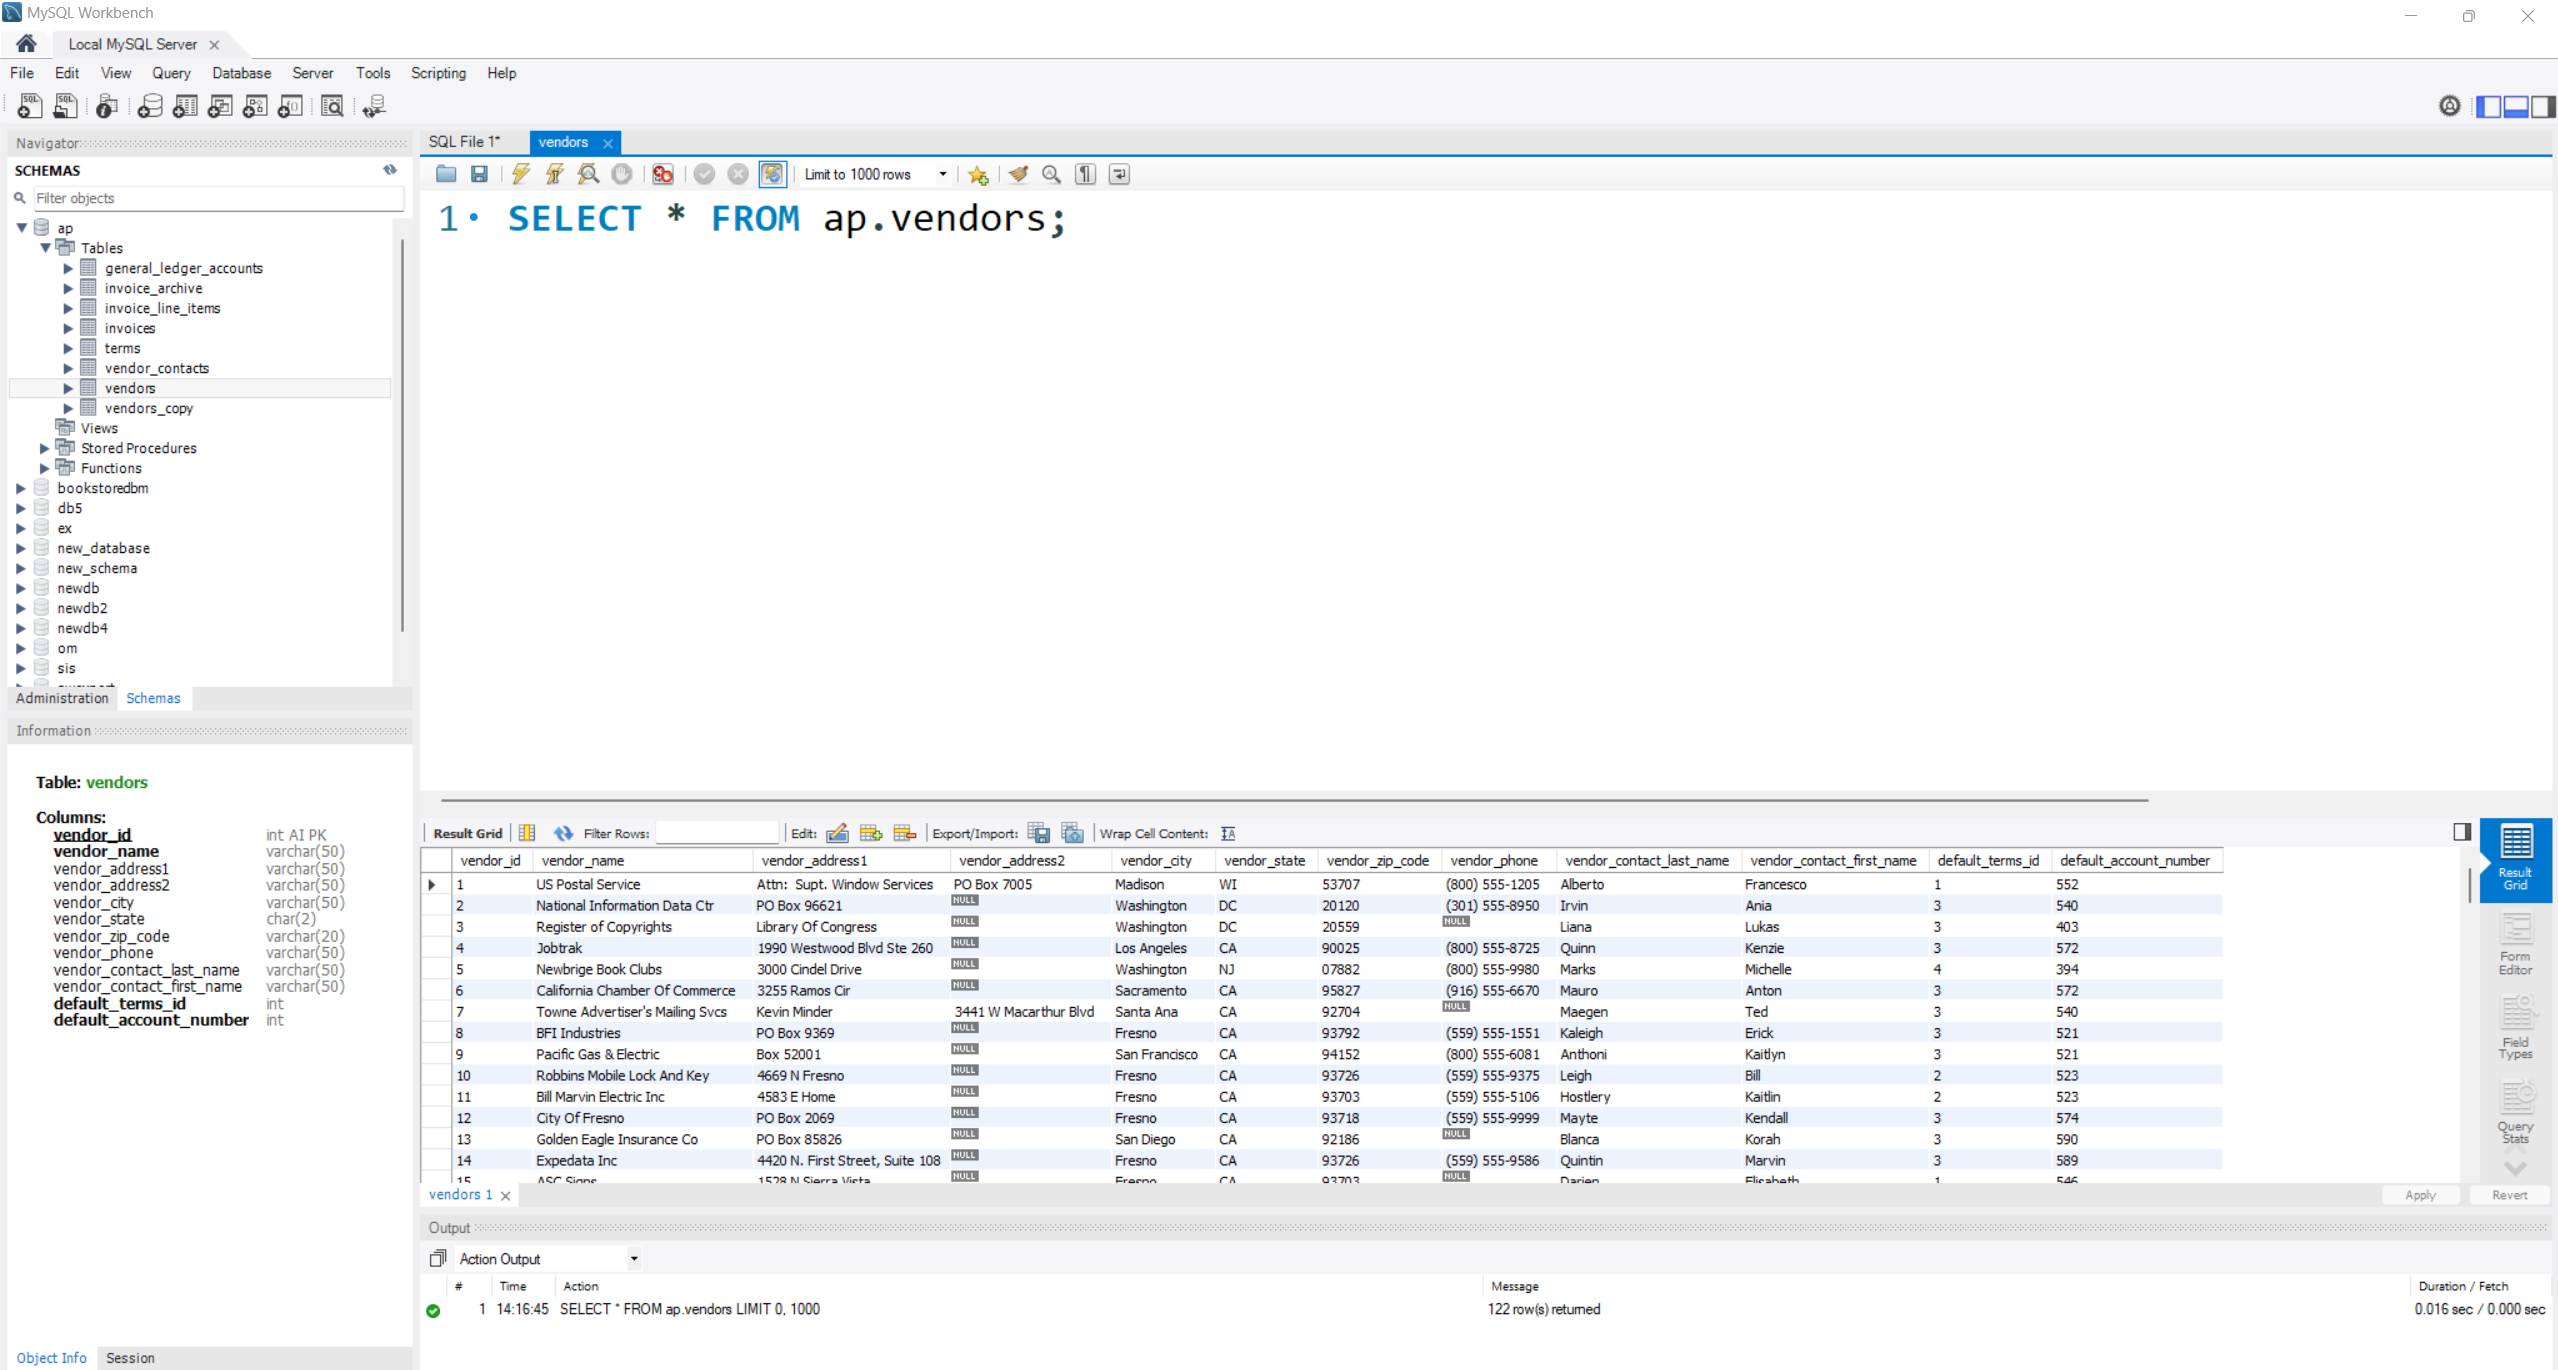 MySQL Workbench
Local MySQL Server
File Edit View Query Database Server Tools Scripting Help
Navigator
SCHEMAS
Filter objects
ap
Tables
general_ledger_accounts
invoice_archive
invoice_line_items
invoices
terms
vendor_contacts
vendors
vendors_copy
Views
Stored Procedures
Functions
bookstoredbm
db5
ex
new_database
new_schema
newdb
newdb2
newdb4
om
sis
Administration Schemas
Information
Table: vendors
Columns:
vendor_id int AI PK
vendor_name varchar(50)
vendor_address1 varchar(50)
vendor_address2 varchar(50)
vendor_city varchar(50)
vendor_state char(2)
vendor_zip_code varchar(20)
vendor_phone varchar(50)
vendor_contact_last_name varchar(50)
vendor_contact_first_name varchar(50)
default_terms_id int
default_account_number int
Object Info Session
SQL File 1* vendors
Limit to 1000 rows
1 SELECT * FROM ap.vendors;
Result Grid Filter Rows: Edit: Export/Import: Wrap Cell Content:
vendor_id vendor_name vendor_address1 vendor_address2 vendor_city vendor_state vendor_zip_code vendor_phone vendor_contact_last_name vendor_contact_first_name default_terms_id default_account_number
1 US Postal Service Attn: Supt. Window Services PO Box 7005 Madison WI 53707 (800) 555-1205 Alberto Francesco 1 552
2 National Information Data Ctr PO Box 96621 NULL Washington DC 20120 (301) 555-8950 Irvin Ania 3 540
3 Register of Copyrights Library Of Congress NULL Washington DC 20559 NULL Liana Lukas 3 403
4 Jobtrak 1990 Westwood Blvd Ste 260 NULL Los Angeles CA 90025 (800) 555-8725 Quinn Kenzie 3 572
5 Newbrige Book Clubs 3000 Cindel Drive NULL Washington NJ 07882 (800) 555-9980 Marks Michelle 4 394
6 California Chamber Of Commerce 3255 Ramos Cir NULL Sacramento CA 95827 (916) 555-6670 Mauro Anton 3 572
7 Towne Advertiser's Mailing Svcs Kevin Minder 3441 W Macarthur Blvd Santa Ana CA 92704 NULL Maegen Ted 3 540
8 BFI Industries PO Box 9369 NULL Fresno CA 93792 (559) 555-1551 Kaleigh Erick 3 521
9 Pacific Gas & Electric Box 52001 NULL San Francisco CA 94152 (800) 555-6081 Anthoni Kaitlyn 3 521
10 Robbins Mobile Lock And Key 4669 N Fresno NULL Fresno CA 93726 (559) 555-9375 Leigh Bill 2 523
11 Bill Marvin Electric Inc 4583 E Home NULL Fresno CA 93703 (559) 555-5106 Hostlery Kaitlin 2 523
12 City Of Fresno PO Box 2069 NULL Fresno CA 93718 (559) 555-9999 Mayte Kendall 3 574
13 Golden Eagle Insurance Co PO Box 85826 NULL San Diego CA 92186 NULL Blanca Korah 3 590
14 Expedata Inc 4420 N. First Street, Suite 108 NULL Fresno CA 93726 (559) 555-9586 Quintin Marvin 3 589
15 ASC Signs 1528 N Sierra Vista NULL Fresno CA 93703 NULL Darien Elisabeth 1 546
Result Grid
Form Editor
Field Types
Query Stats
vendors 1 Apply Revert
Output
Action Output
# Time Action Message Duration / Fetch
1 14:16:45 SELECT * FROM ap.vendors LIMIT 0, 1000 122 row(s) returned 0.016 sec / 0.000 sec